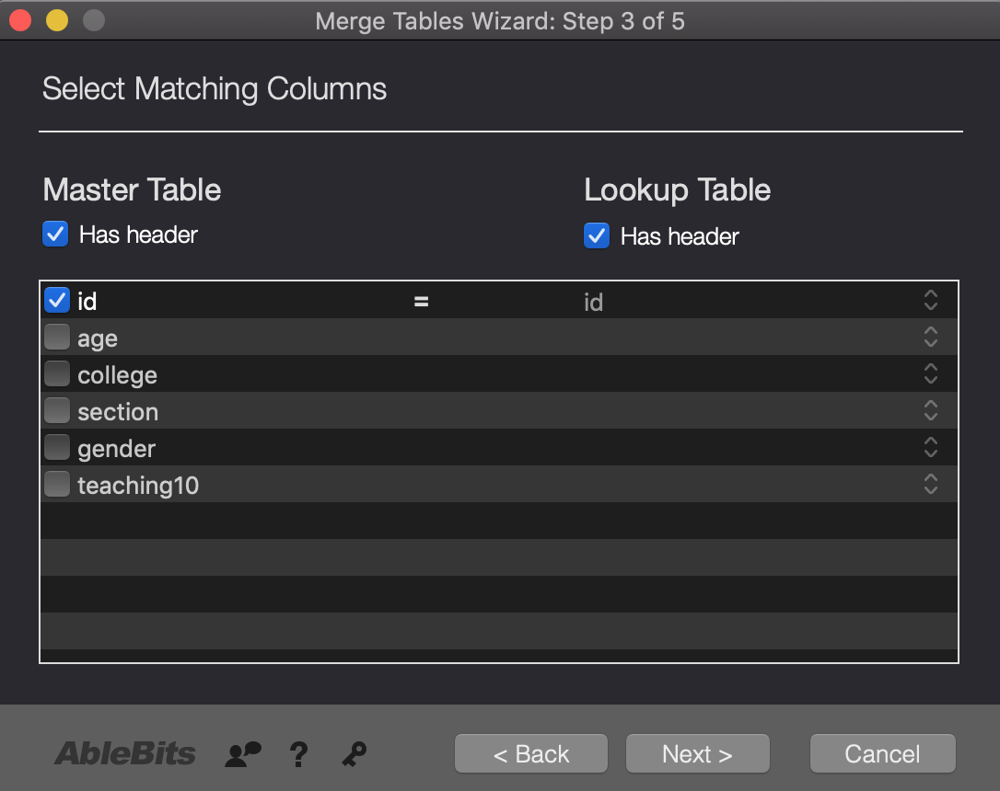 Merge Tables Wizard: Step 3 of 5
Select Matching Columns
Master Table
Lookup Table
Has header
Has header
id = id
age
college
section
gender
teaching10
AbleBits ? < Back Next > Cancel